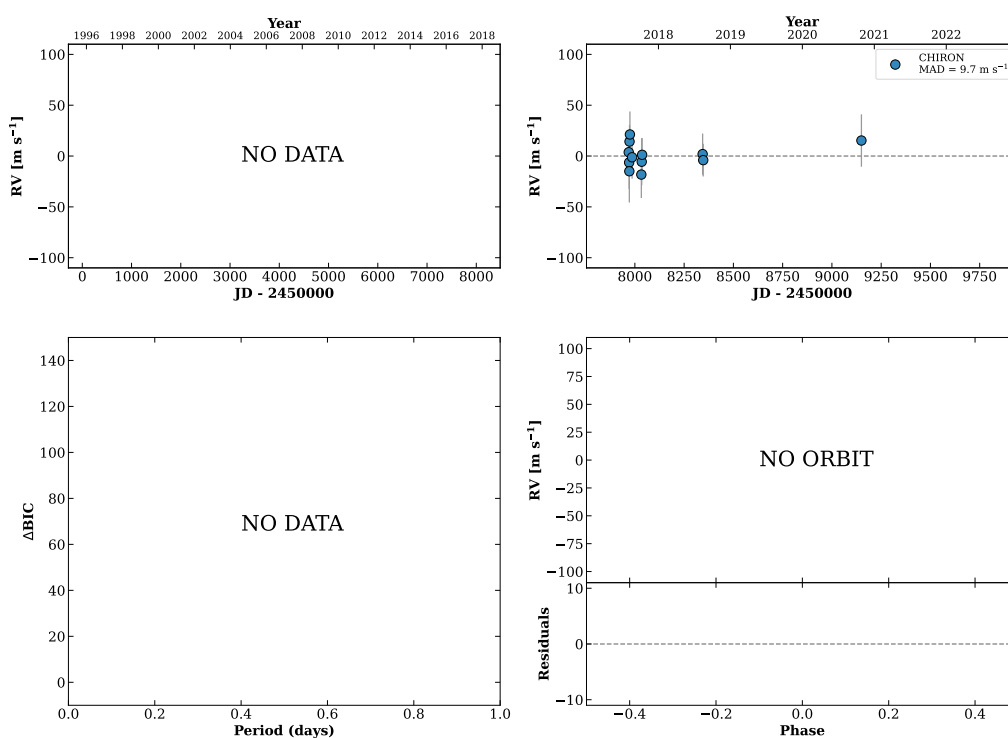 Year
1996 1998 2000 2002 2004 2006 2008 2010 2012 2014 2016 2018
100
50
0
−50
−100
RV [m s⁻¹]
NO DATA
0 1000 2000 3000 4000 5000 6000 7000 8000
JD - 2450000
Year
2018 2019 2020 2021 2022
CHIRON
MAD = 9.7 m s⁻¹
100
50
0
−50
−100
RV [m s⁻¹]
8000 8250 8500 8750 9000 9250 9500 9750
JD - 2450000
140
120
100
80
60
40
20
0
ΔBIC
NO DATA
0.0 0.2 0.4 0.6 0.8 1.0
Period (days)
100
75
50
25
0
−25
−50
−75
−100
RV [m s⁻¹]
NO ORBIT
10
0
−10
Residuals
−0.4 −0.2 0.0 0.2 0.4
Phase